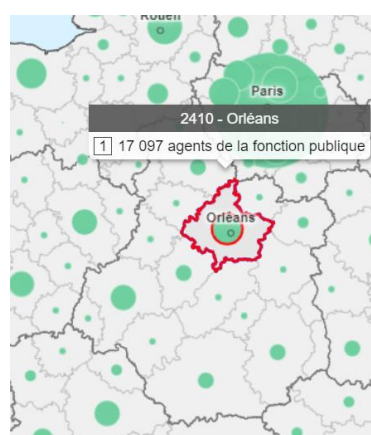 Rouen
Paris
2410 - Orléans
1 17 097 agents de la fonction publique
Orléans